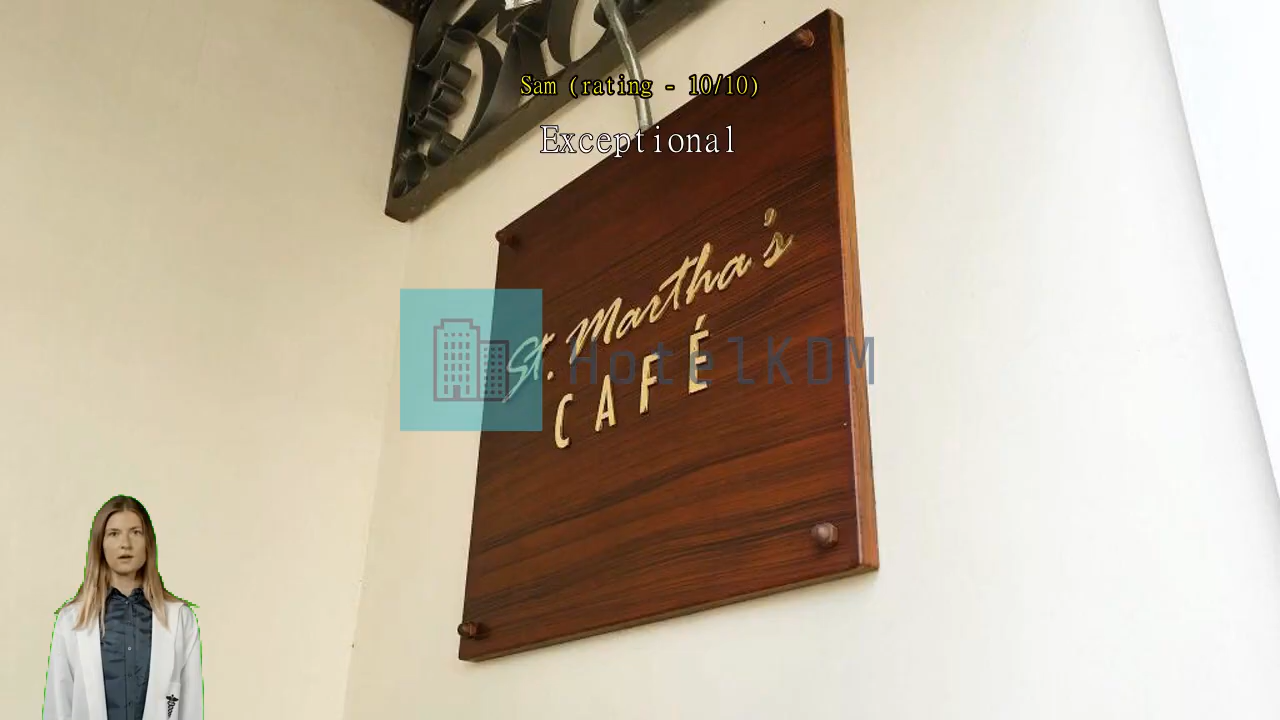 Sam (rating - 10/10)
Exceptional
St. Martha's
CAFÉ
HotelKDM